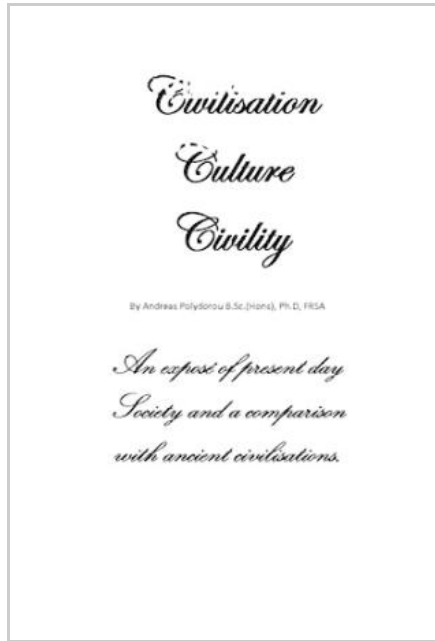 Civilisation
Culture
Civility
By Andreas Polydorou B.Sc.(Hons), Ph.D, FRSA
An exposé of present day
Society and a comparison
with ancient civilisations.